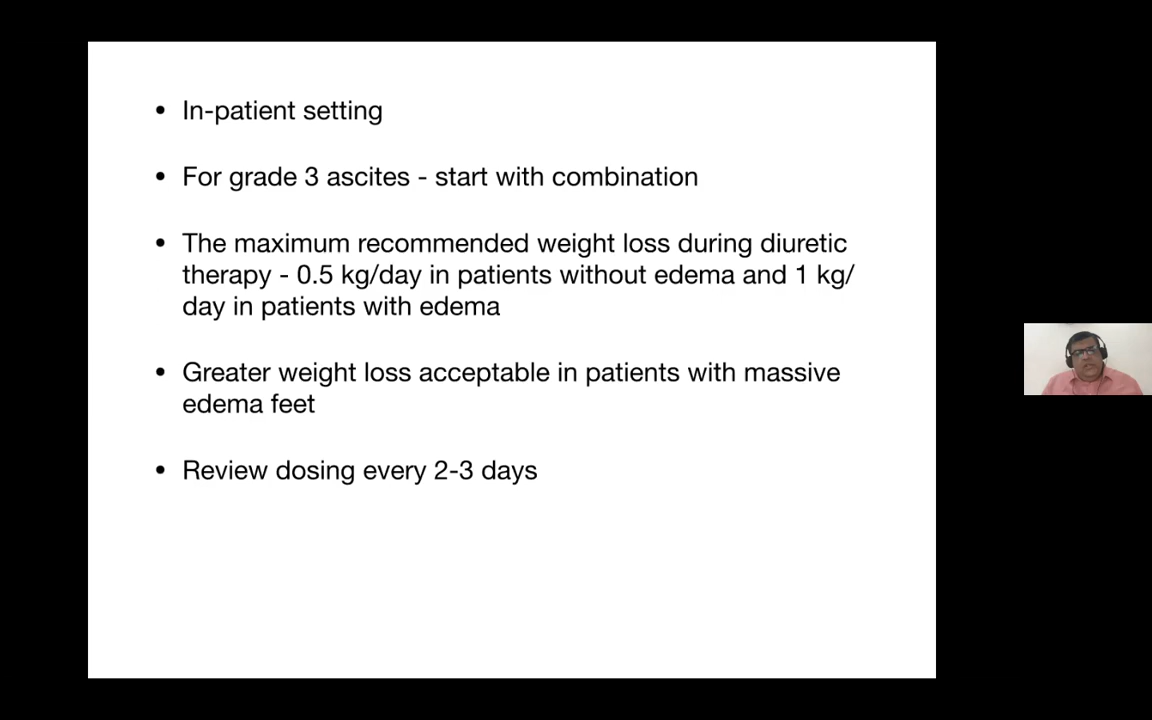 • In-patient setting
• For grade 3 ascites - start with combination
• The maximum recommended weight loss during diuretic
therapy - 0.5 kg/day in patients without edema and 1 kg/
day in patients with edema
• Greater weight loss acceptable in patients with massive
edema feet
• Review dosing every 2-3 days